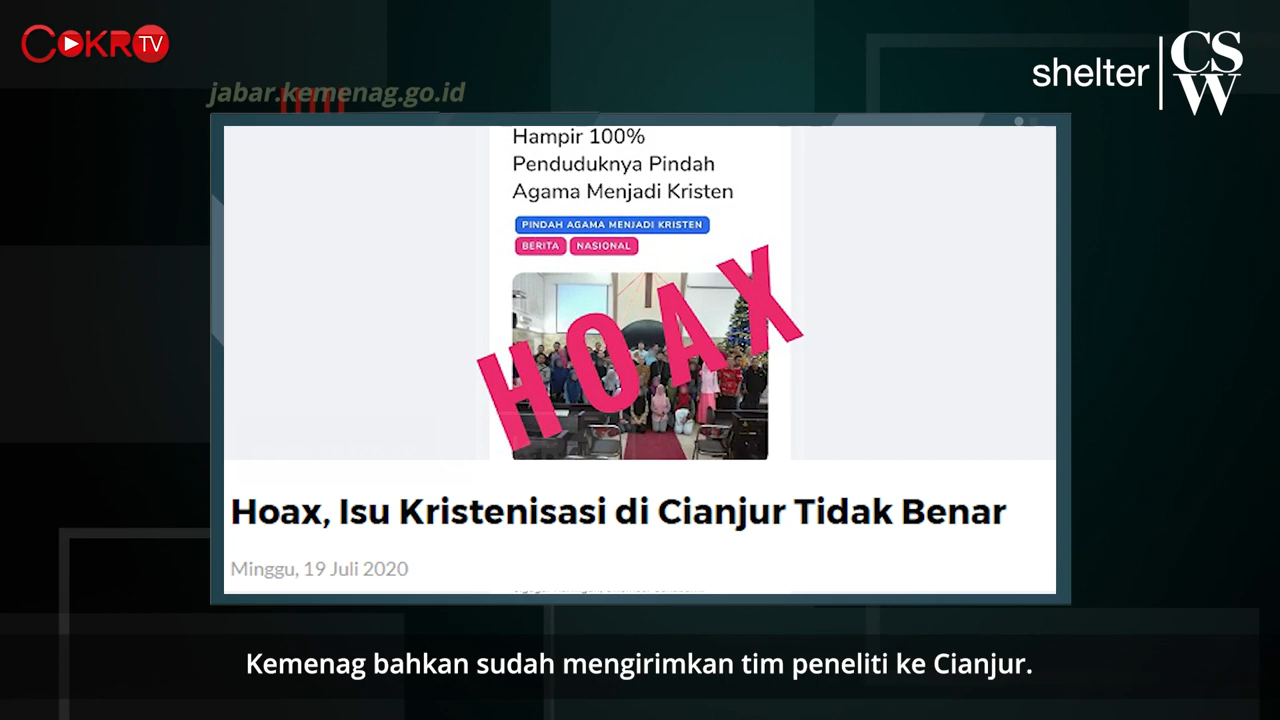 COKRO TV
shelter
CSW
jabar.kemenag.go.id
Hampir 100%
Penduduknya Pindah
Agama Menjadi Kristen
PINDAH AGAMA MENJADI KRISTEN
BERITA
NASIONAL
HOAX
Hoax, Isu Kristenisasi di Cianjur Tidak Benar
Minggu, 19 Juli 2020
Kemenag bahkan sudah mengirimkan tim peneliti ke Cianjur.